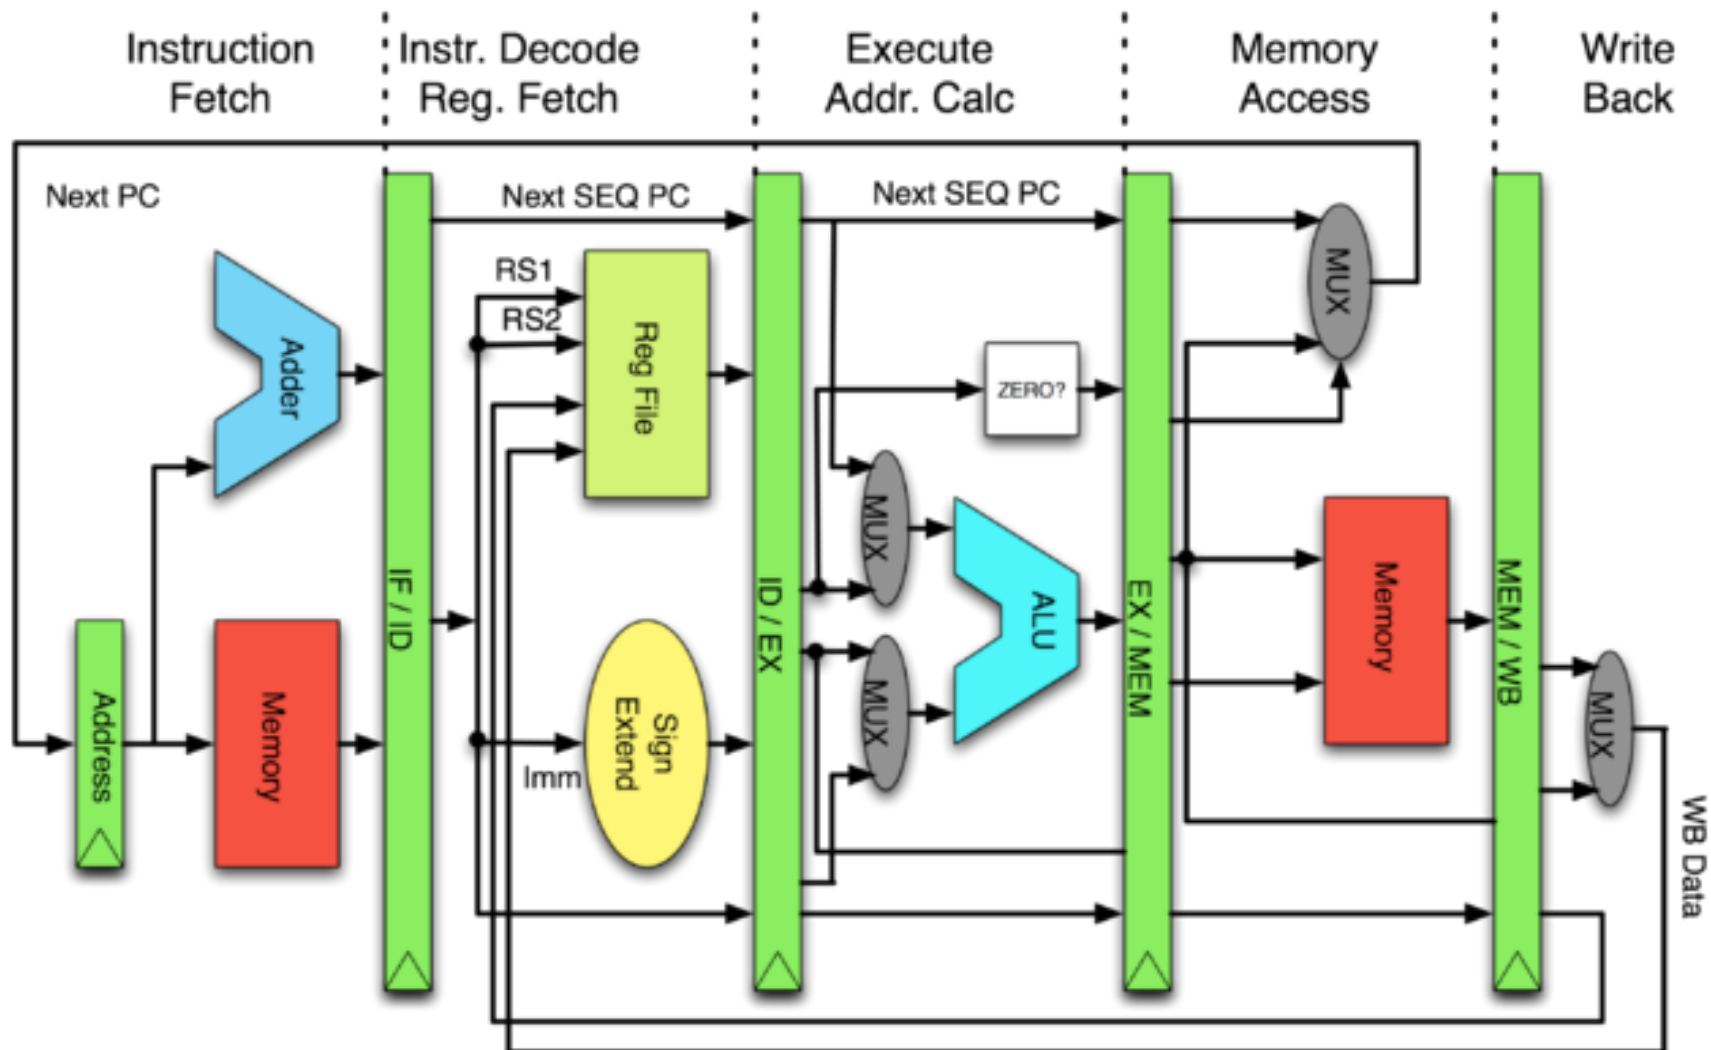 Instruction
Fetch
Instr. Decode
Reg. Fetch
Execute
Addr. Calc
Memory
Access
Write
Back
Next PC
Next SEQ PC
Next SEQ PC
RS1
RS2
Reg File
Adder
ZERO?
MUX
MUX
MUX
MUX
ALU
IF / ID
ID / EX
EX / MEM
MEM / WB
Address
Memory
Sign
Extend
Imm
Memory
WB Data